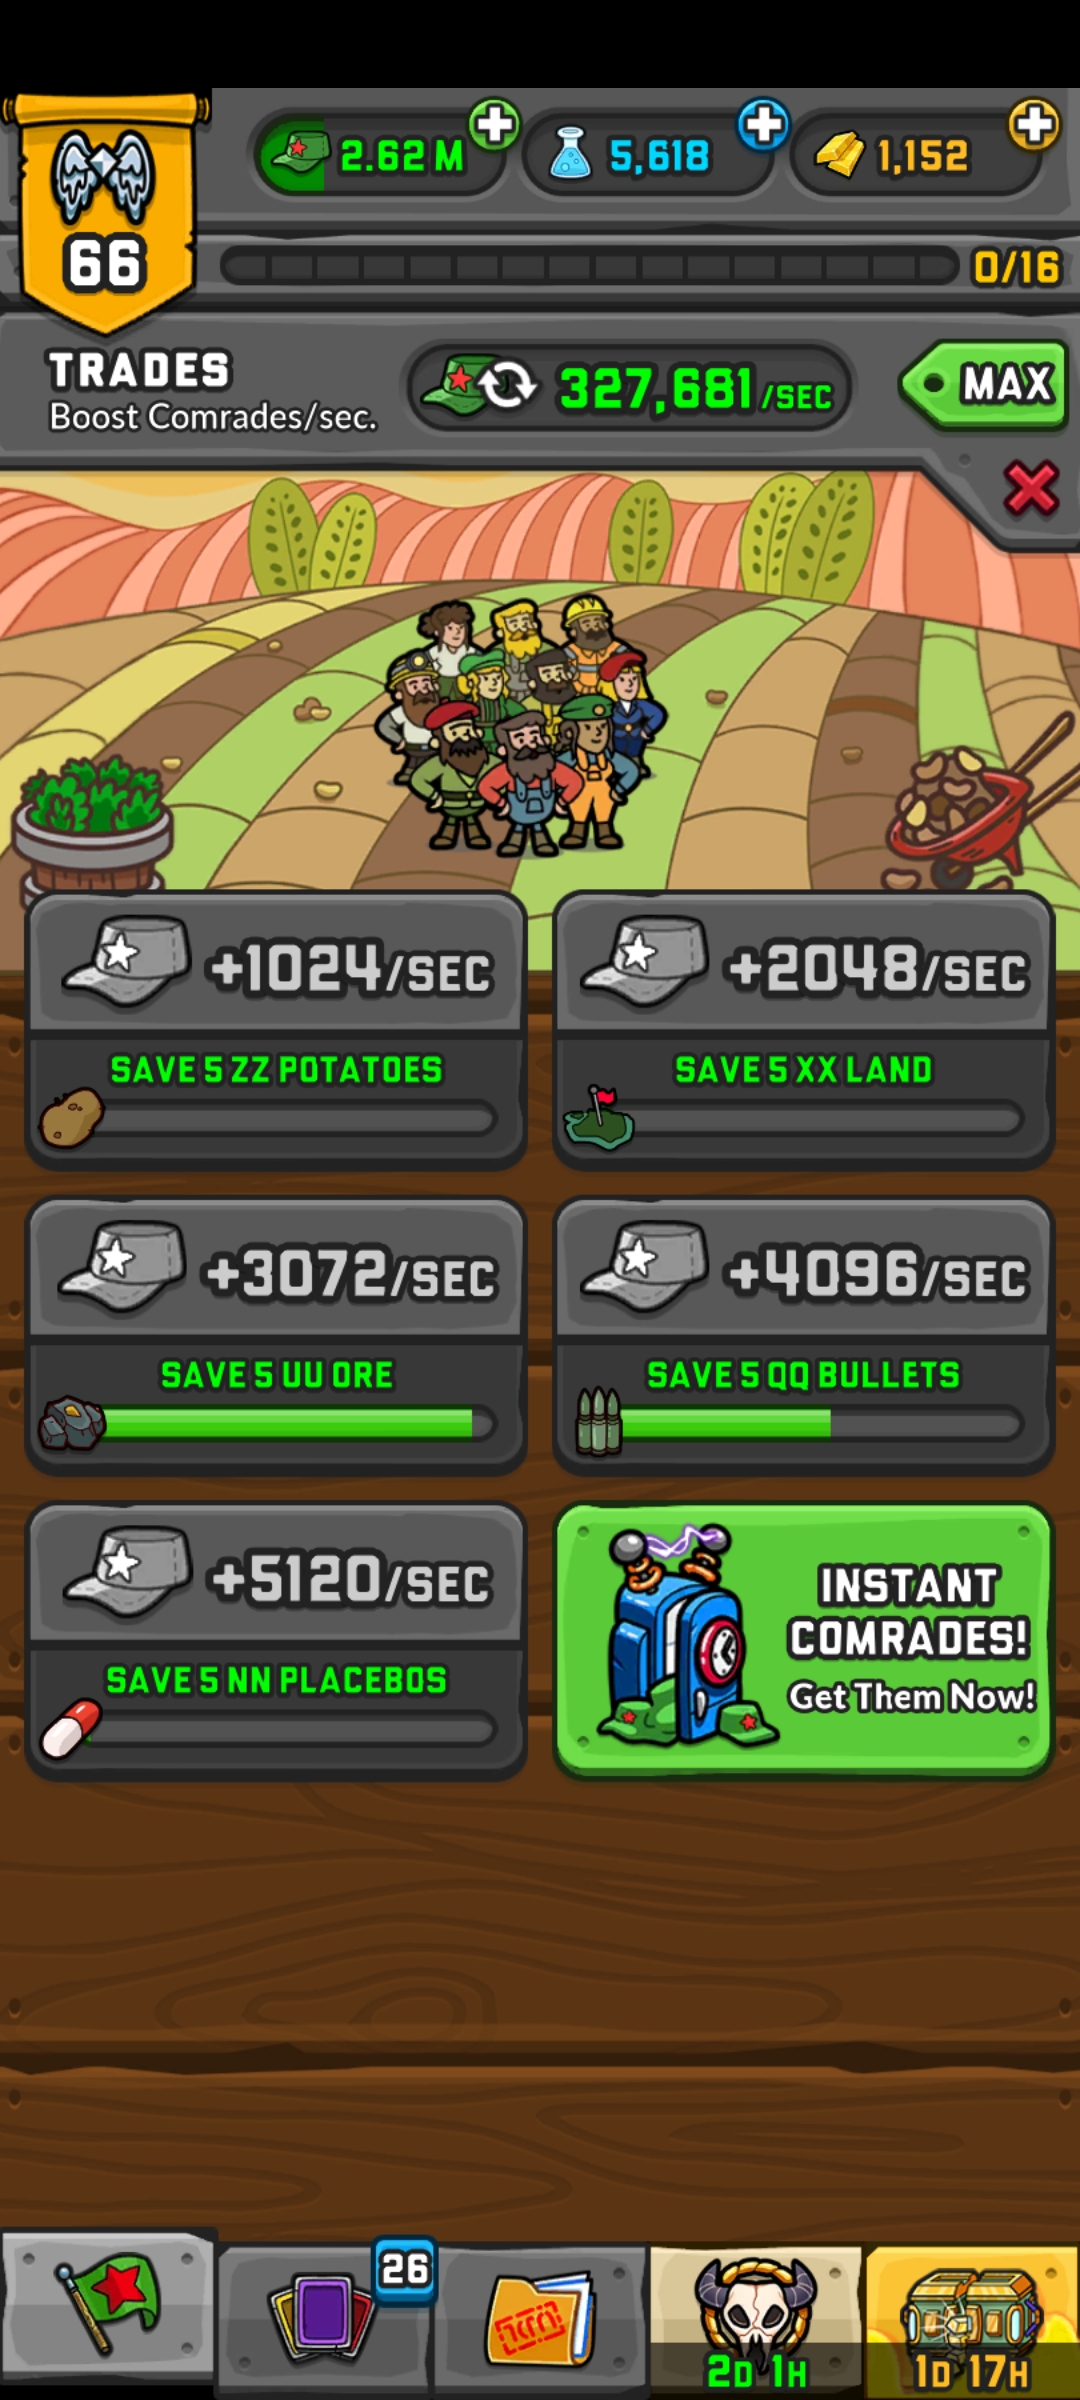 2.62 M
5,618
1,152
66
0/16
TRADES
Boost Comrades/sec.
327,681/SEC
MAX
+1024/SEC
+2048/SEC
SAVE 5 ZZ POTATOES
SAVE 5 XX LAND
+3072/SEC
+4096/SEC
SAVE 5 UU ORE
SAVE 5 QQ BULLETS
+5120/SEC
SAVE 5 NN PLACEBOS
INSTANT
COMRADES!
Get Them Now!
26
2D 1H
1D 17H